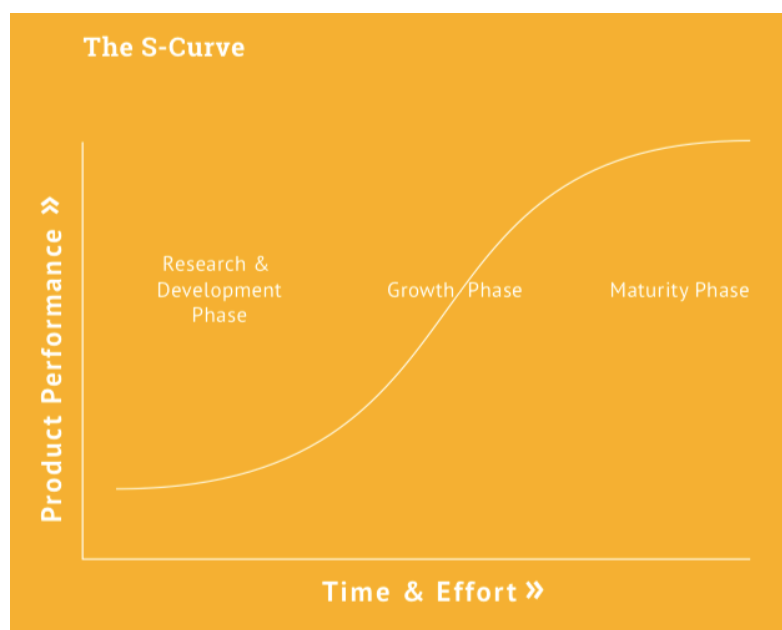 The S-Curve
Product Performance »
Research &
Development
Phase
Growth Phase
Maturity Phase
Time & Effort »